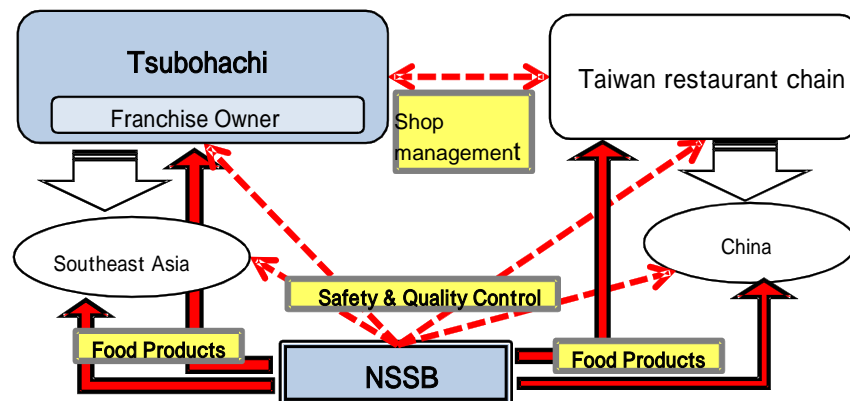 Tsubohachi
Franchise Owner
Taiwan restaurant chain
Shop
management
Southeast Asia
China
Safety & Quality Control
Food Products
NSSB
Food Products